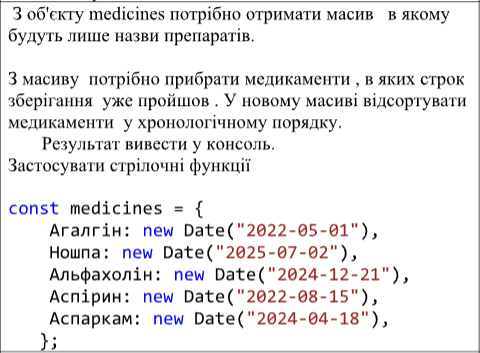 З об'єкту medicines потрібно отримати масив в якому
будуть лише назви препаратів.
З масиву потрібно прибрати медикаменти , в яких строк
зберігання уже пройшов . У новому масиві відсортувати
медикаменти у хронологічному порядку.
Результат вивести у консоль.
Застосувати стрілочні функції
const medicines = {
Агалгін: new Date("2022-05-01"),
Ношпа: new Date("2025-07-02"),
Альфахолін: new Date("2024-12-21"),
Аспірин: new Date("2022-08-15"),
Аспаркам: new Date("2024-04-18"),
};